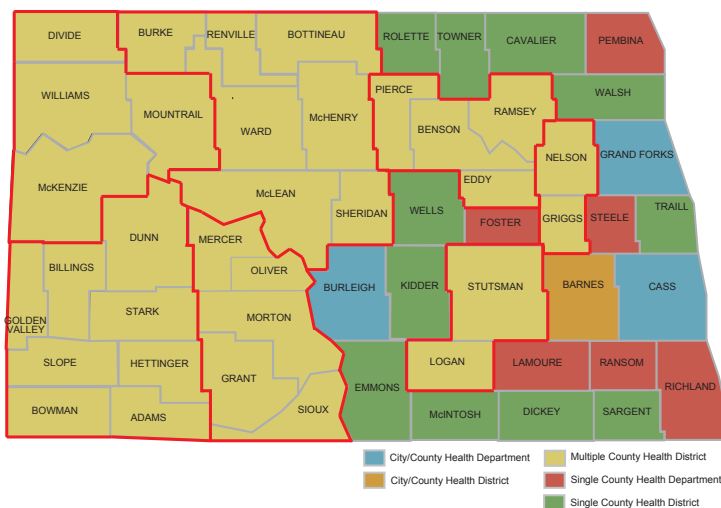 DIVIDE
BURKE
RENVILLE
BOTTINEAU
ROLETTE
TOWNER
CAVALIER
PEMBINA
WILLIAMS
MOUNTRAIL
WARD
McHENRY
PIERCE
BENSON
RAMSEY
WALSH
NELSON
GRAND FORKS
McKENZIE
McLEAN
SHERIDAN
WELLS
EDDY
FOSTER
GRIGGS
STEELE
TRAILL
DUNN
MERCER
OLIVER
BILLINGS
GOLDEN
VALLEY
STARK
MORTON
BURLEIGH
KIDDER
STUTSMAN
BARNES
CASS
SLOPE
HETTINGER
GRANT
SIOUX
EMMONS
LOGAN
LAMOURE
RANSOM
RICHLAND
BOWMAN
ADAMS
McINTOSH
DICKEY
SARGENT
City/County Health Department
City/County Health District
Multiple County Health District
Single County Health Department
Single County Health District